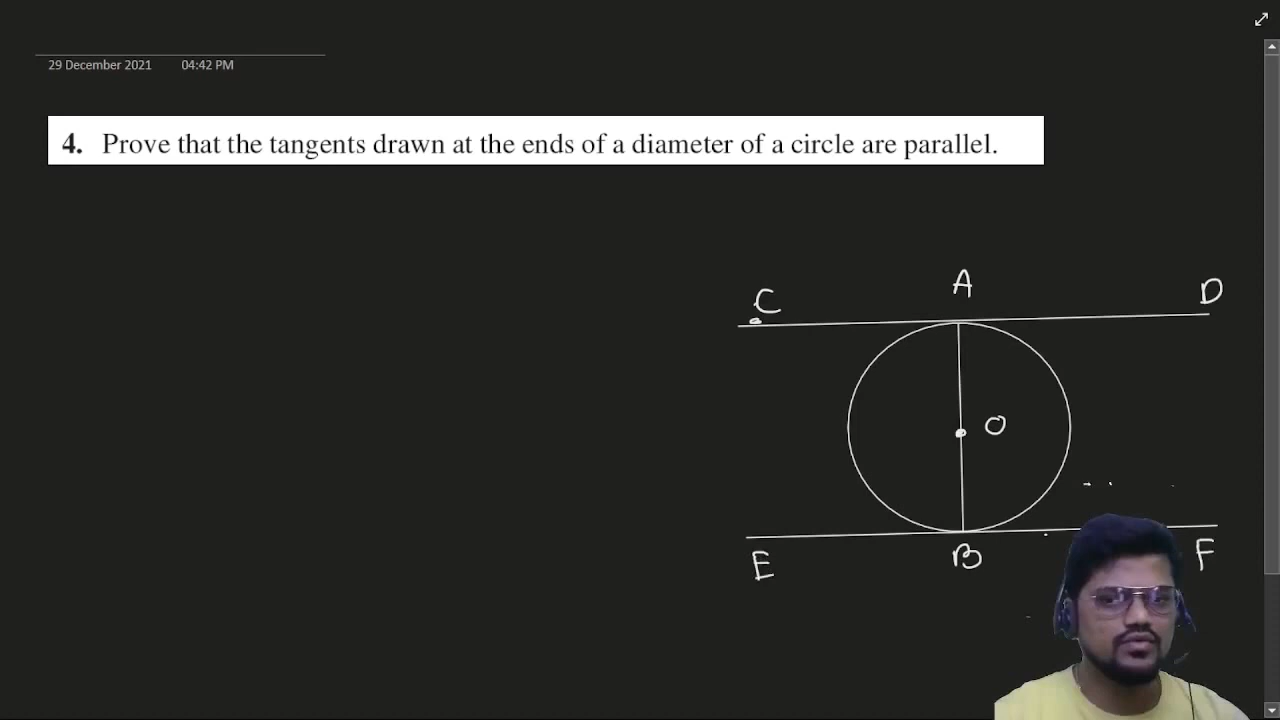 29 December 2021 04:42 PM
4. Prove that the tangents drawn at the ends of a diameter of a circle are parallel.
C A D
O
E B F